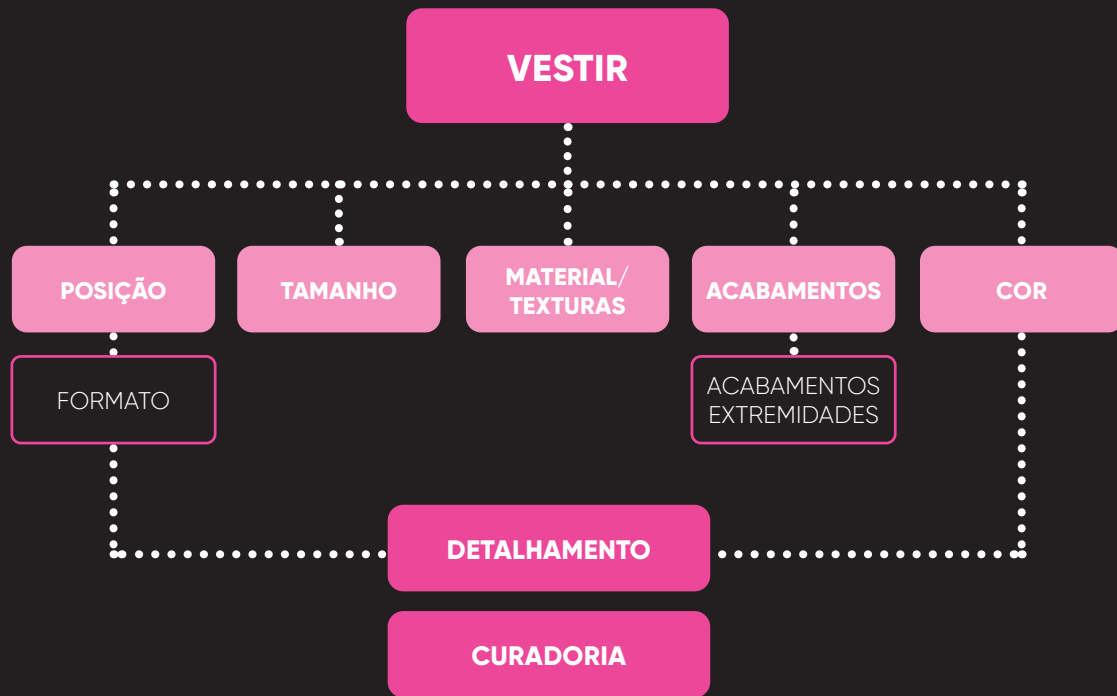 VESTIR
POSIÇÃO
TAMANHO
MATERIAL/
TEXTURAS
ACABAMENTOS
COR
FORMATO
ACABAMENTOS
EXTREMIDADES
DETALHAMENTO
CURADORIA